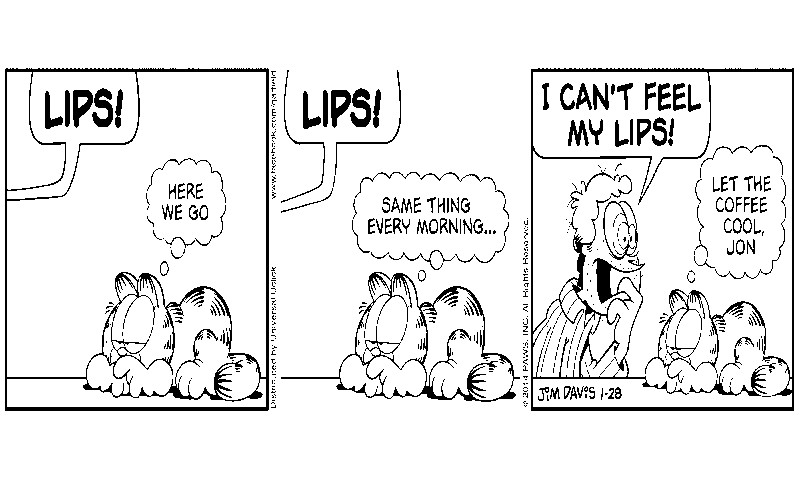 LIPS!
HERE
WE GO
www.facebook.com/garfield
Distributed by Universal Uclick
LIPS!
SAME THING
EVERY MORNING...
© 2014 PAWS, INC. All Rights Reserved.
I CAN'T FEEL
MY LIPS!
LET THE
COFFEE
COOL,
JON
JIM DAVIS 1-28